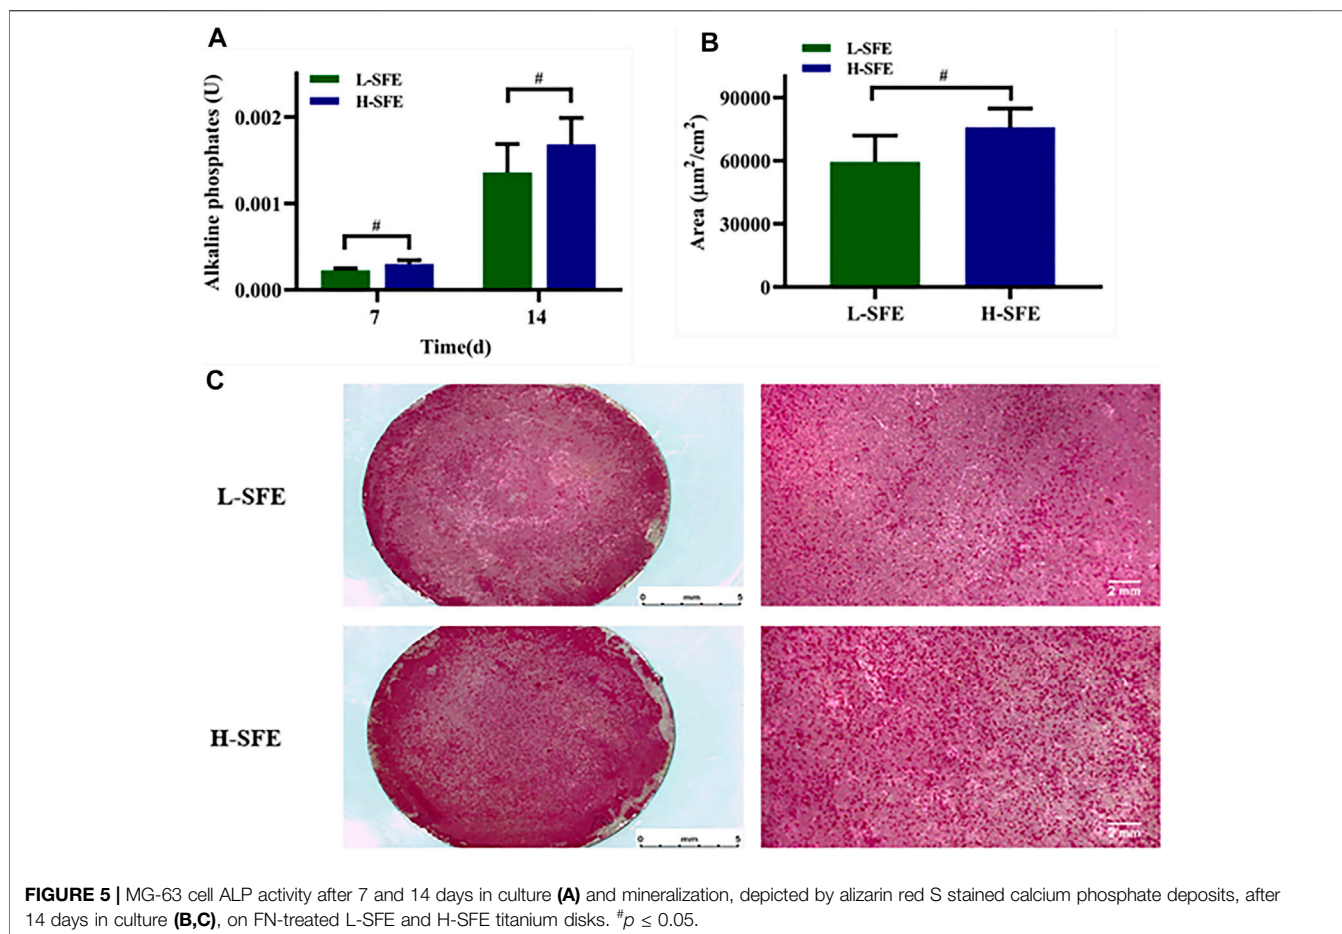 A
L-SFE
H-SFE
Alkaline phosphates (U)
0.002
0.001
0.000
#
#
7
14
Time(d)
B
L-SFE
H-SFE
Area (μm²/cm²)
90000
60000
30000
0
#
L-SFE
H-SFE
C
L-SFE
0 mm 5
2 mm
H-SFE
0 mm 5
2 mm
FIGURE 5 | MG-63 cell ALP activity after 7 and 14 days in culture (A) and mineralization, depicted by alizarin red S stained calcium phosphate deposits, after
14 days in culture (B,C), on FN-treated L-SFE and H-SFE titanium disks. #p ≤ 0.05.